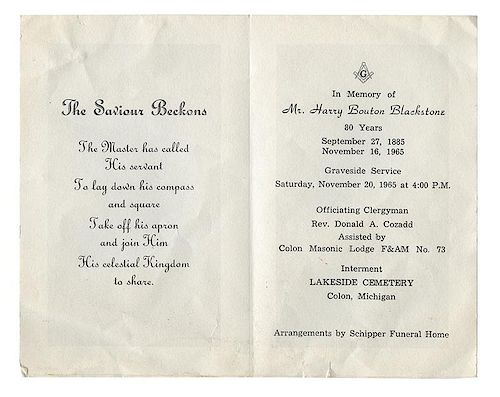 The Saviour Beckons
The Master has called
His servant
To lay down his compass
and square
Take off his apron
and join Him
His celestial Kingdom
to share.
G
In Memory of
Mr. Harry Bouton Blackstone
80 Years
September 27, 1885
November 16, 1965
Graveside Service
Saturday, November 20, 1965 at 4:00 P.M.
Officiating Clergyman
Rev. Donald A. Cozadd
Assisted by
Colon Masonic Lodge F&AM No. 73
Interment
LAKESIDE CEMETERY
Colon, Michigan
Arrangements by Schipper Funeral Home